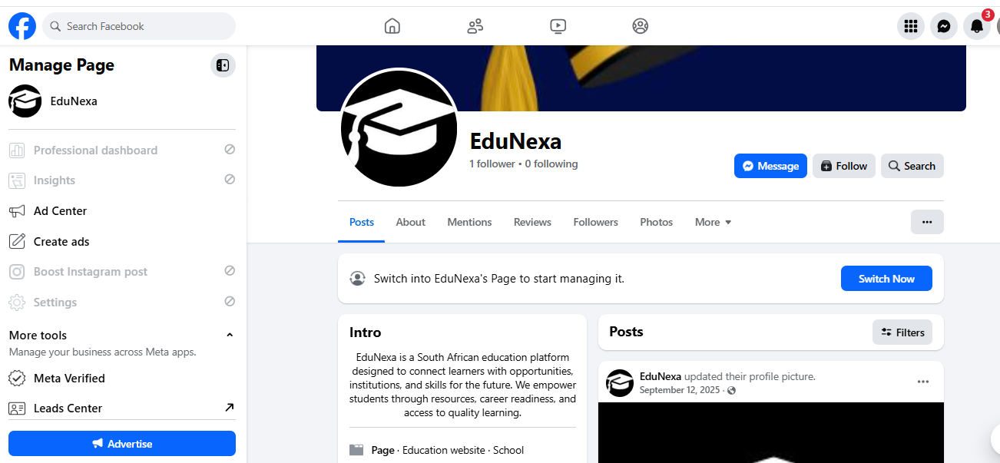 Search Facebook
3
Manage Page
EduNexa
Professional dashboard
Insights
Ad Center
Create ads
Boost Instagram post
Settings
More tools
Manage your business across Meta apps.
Meta Verified
Leads Center
Advertise
EduNexa
1 follower • 0 following
Message
Follow
Search
Posts
About
Mentions
Reviews
Followers
Photos
More
Switch into EduNexa's Page to start managing it.
Switch Now
Intro
EduNexa is a South African education platform
designed to connect learners with opportunities,
institutions, and skills for the future. We empower
students through resources, career readiness, and
access to quality learning.
Page · Education website · School
Posts
Filters
EduNexa updated their profile picture.
September 12, 2025 ·